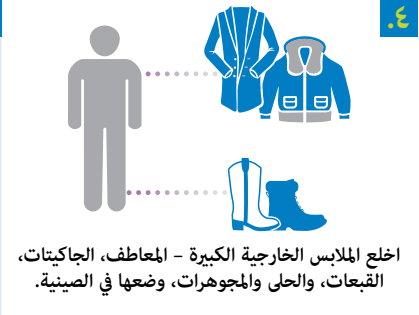 ٤.
اخلع الملابس الخارجية الكبيرة – المعاطف، الجاكيتات،
القبعات، والحلى والمجوهرات، وضعها في الصينية.